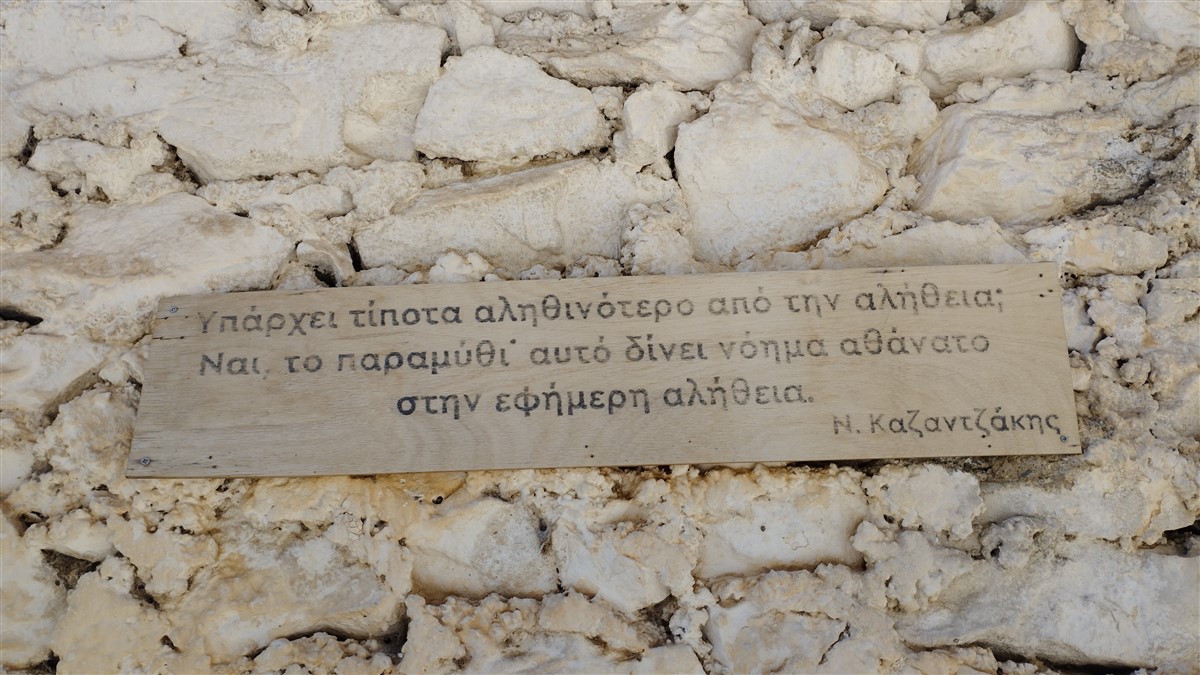 Υπάρχει τίποτα αληθινότερο από την αλήθεια;
Ναι, το παραμύθι· αυτό δίνει νόημα αθάνατο
στην εφήμερη αλήθεια.
Ν. Καζαντζάκης